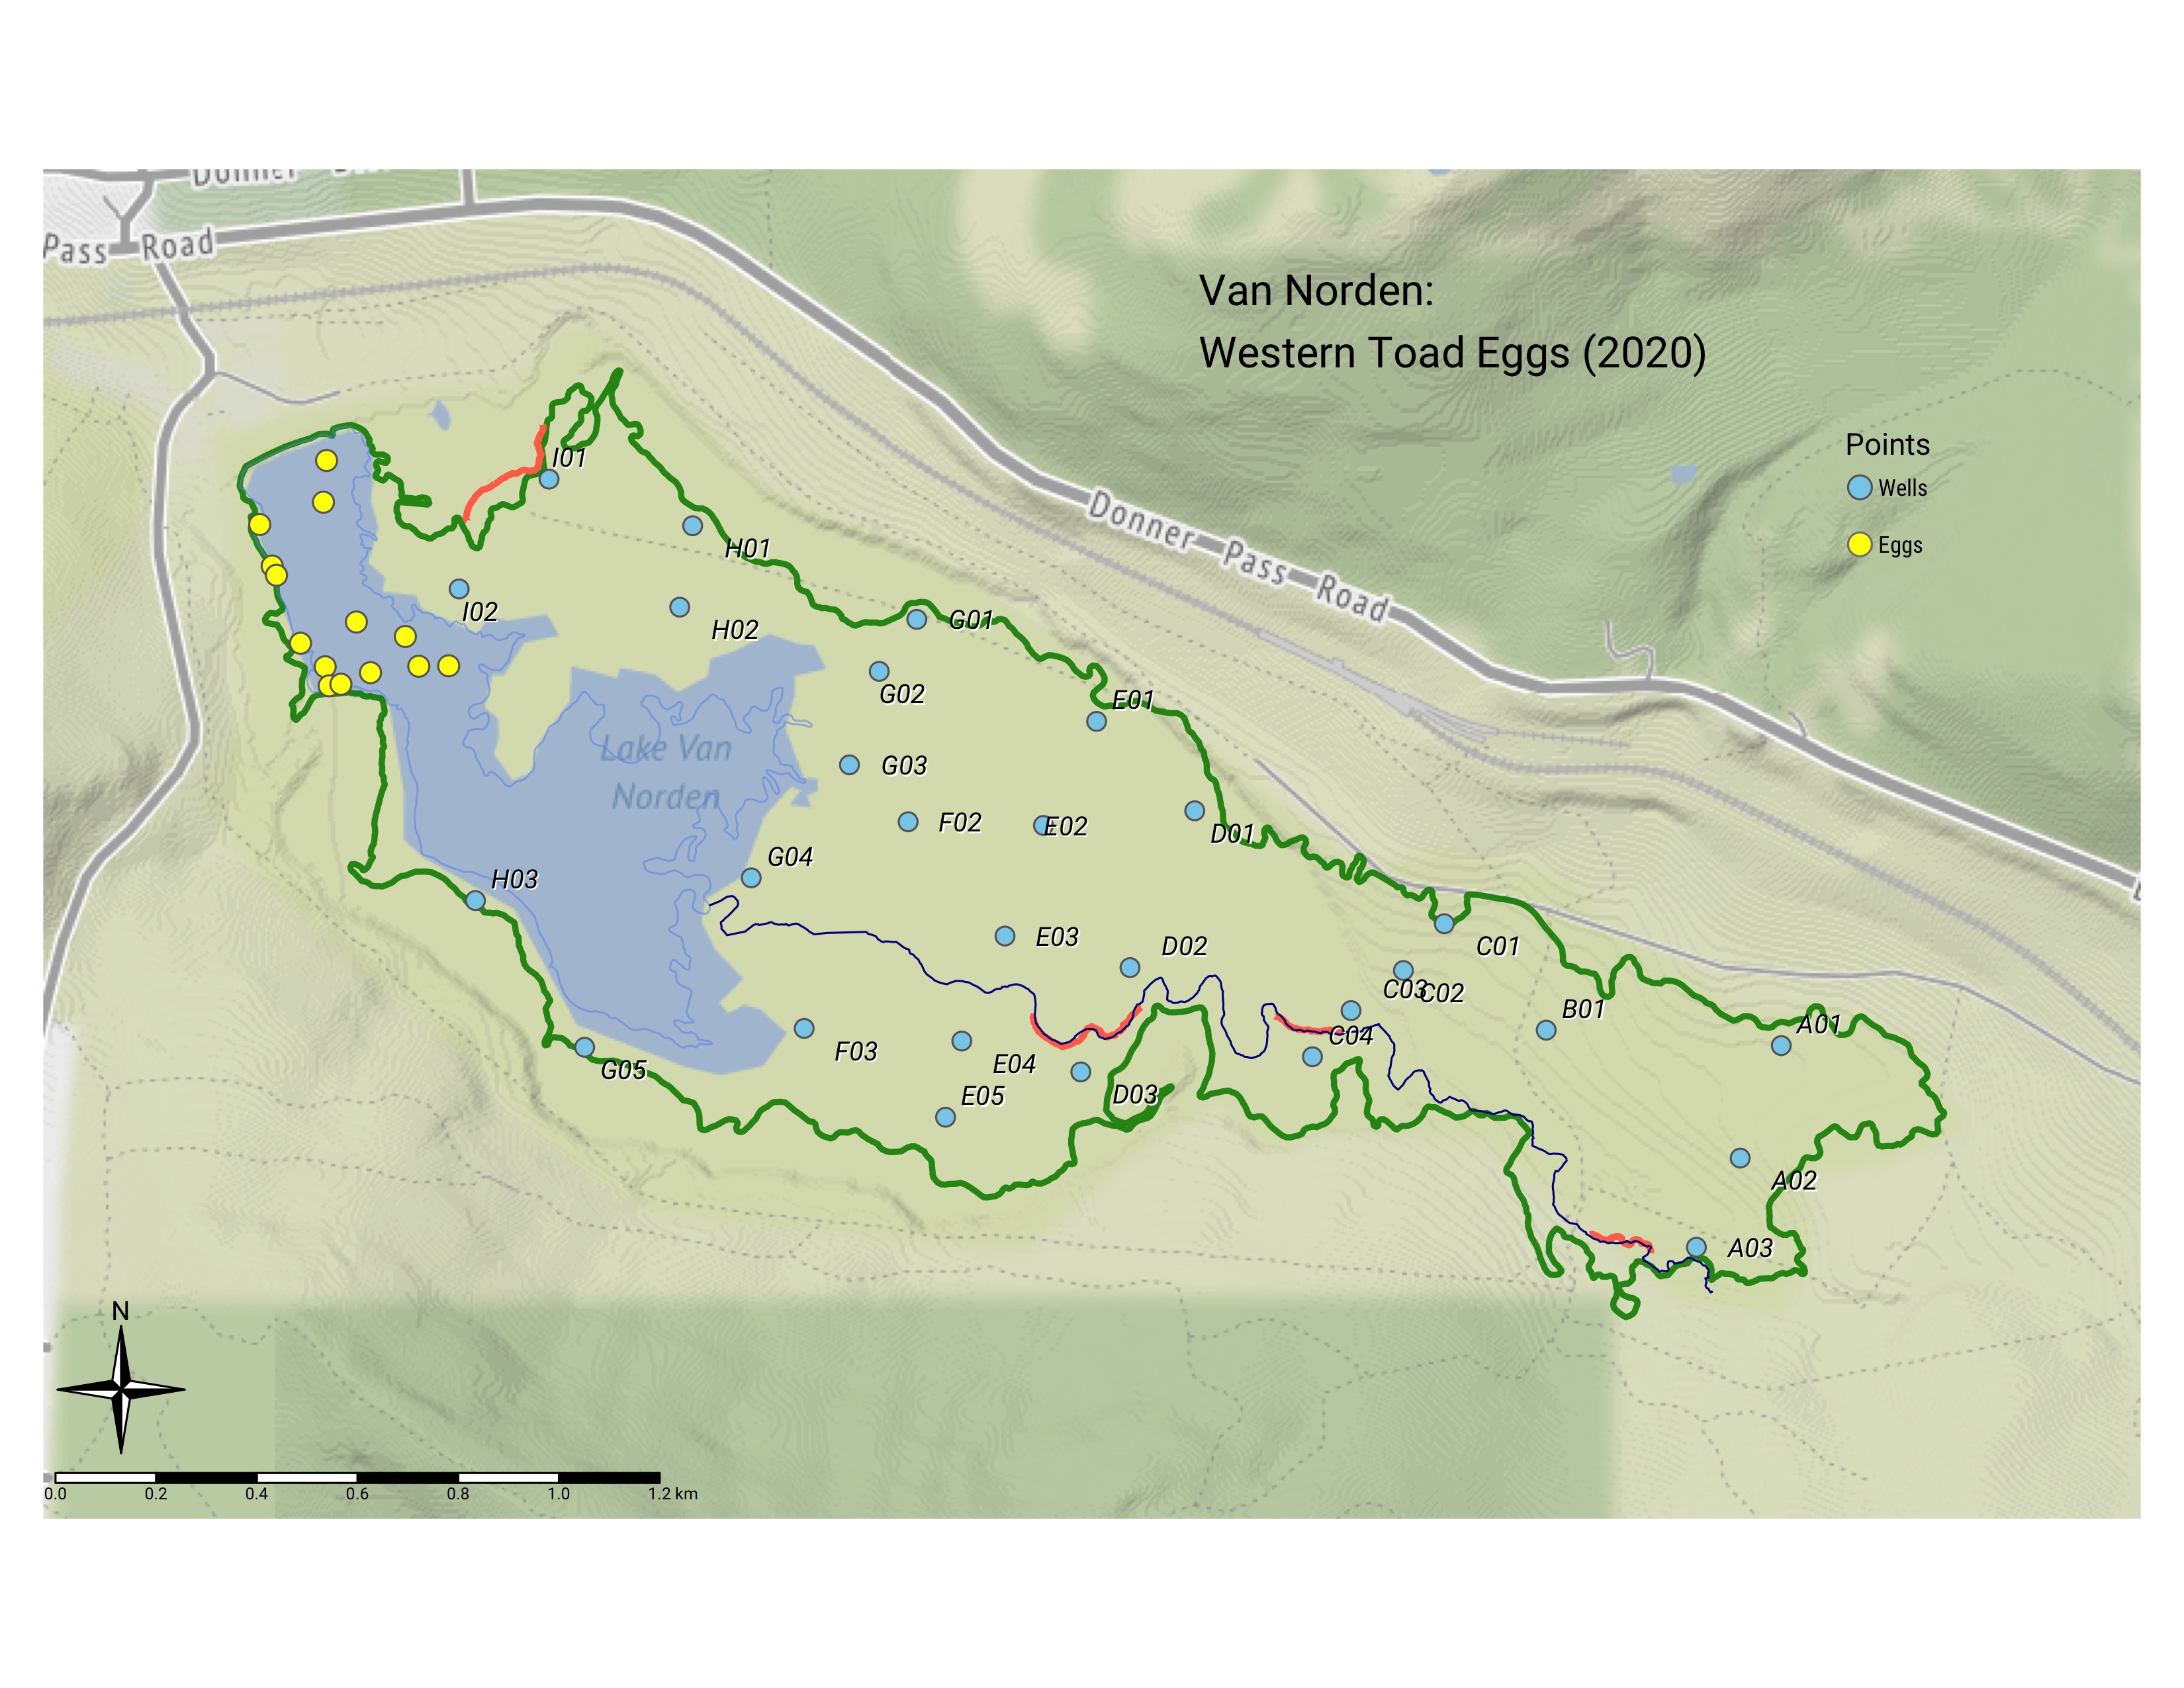 Donner
Pass Road
Van Norden:
Western Toad Eggs (2020)
Points
Wells
Eggs
I01
Donner Pass Road
H01
I02
H02
G01
G02
E01
Lake Van
Norden
G03
F02
E02
D01
G04
H03
E03
D02
C01
C03
C02
B01
A01
C04
F03
E04
G05
E05
D03
A02
A03
N
0.0 0.2 0.4 0.6 0.8 1.0 1.2 km